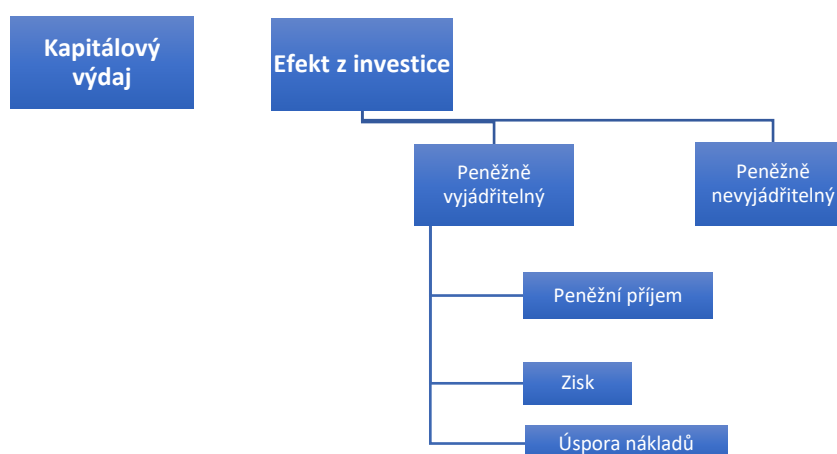 Kapitálový
výdaj
Efekt z investice
Peněžně
vyjádřitelný
Peněžně
nevyjádřitelný
Peněžní příjem
Zisk
Úspora nákladů